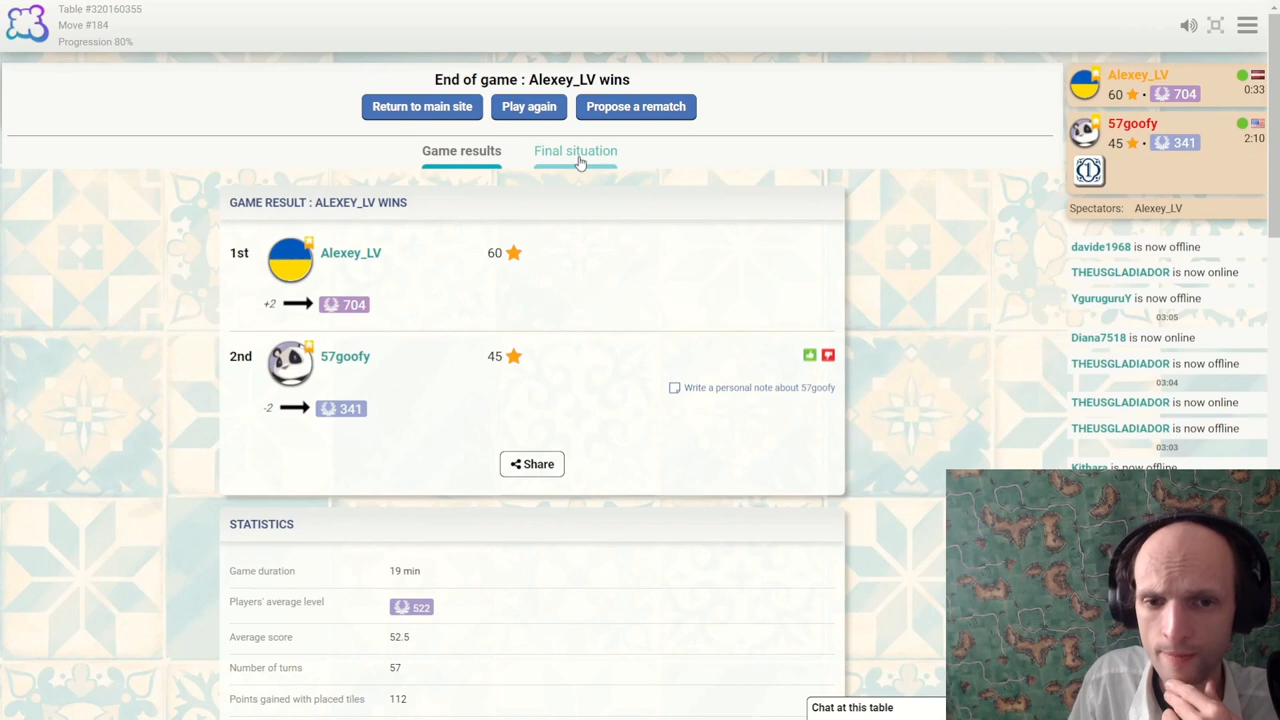 Table #320160355
Move #184
Progression 80%
End of game : Alexey_LV wins
Return to main site
Play again
Propose a rematch
Game results
Final situation
GAME RESULT : ALEXEY_LV WINS
1st
Alexey_LV
60
+2
704
2nd
57goofy
45
Write a personal note about 57goofy
-2
341
Share
STATISTICS
Game duration
19 min
Players' average level
522
Average score
52.5
Number of turns
57
Points gained with placed tiles
112
Alexey_LV
60 • 704
0:33
57goofy
45 • 341
2:10
1
Spectators: Alexey_LV
davide1968 is now offline
THEUSGLADIADOR is now online
YguruguruY is now offline
03:05
Diana7518 is now online
THEUSGLADIADOR is now offline
03:04
THEUSGLADIADOR is now online
THEUSGLADIADOR is now offline
03:03
Kithara is now offline
Chat at this table